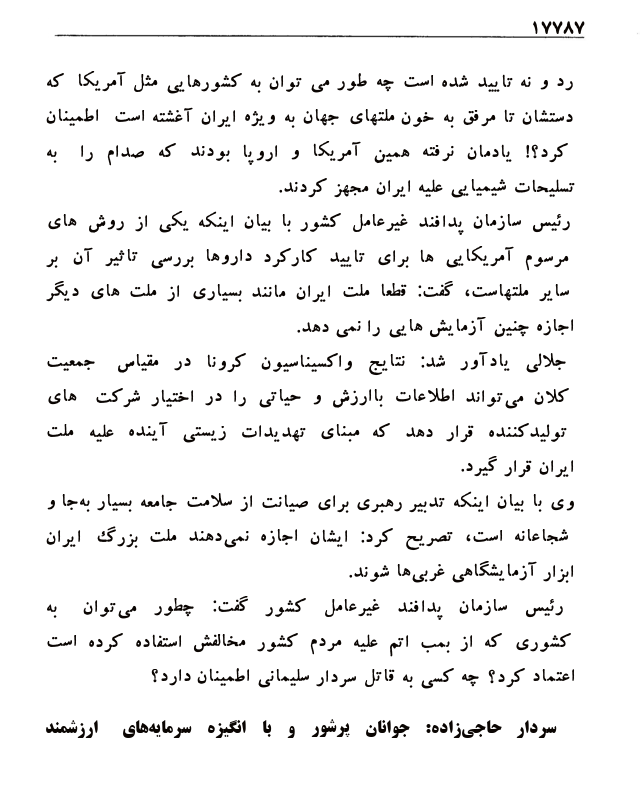 ۱۷۷۸۷
رد و نه تایید شده است چه طور می توان به کشورهایی مثل آمریکا که
دستشان تا مرفق به خون ملتهای جهان به ویژه ایران آغشته است اطمینان
کرد؟! یادمان نرفته همین آمریکا و اروپا بودند که صدام را به
تسلیحات شیمیایی علیه ایران مجهز کردند.
رئیس سازمان پدافند غیرعامل کشور با بیان اینکه یکی از روش های
مرسوم آمریکایی ها برای تایید کارکرد داروها بررسی تاثیر آن بر
سایر ملتهاست، گفت: قطعا ملت ایران مانند بسیاری از ملت های دیگر
اجازه چنین آزمایش هایی را نمی دهد.
جلالی یادآور شد: نتایج واکسیناسیون کرونا در مقیاس جمعیت
کلان می‌تواند اطلاعات باارزش و حیاتی را در اختیار شرکت های
تولیدکننده قرار دهد که مبنای تهدیدات زیستی آینده علیه ملت
ایران قرار گیرد.
وی با بیان اینکه تدبیر رهبری برای صیانت از سلامت جامعه بسیار به‌جا و
شجاعانه است، تصریح کرد: ایشان اجازه نمی‌دهند ملت بزرگ ایران
ابزار آزمایشگاهی غربی‌ها شوند.
رئیس سازمان پدافند غیرعامل کشور گفت: چطور می‌توان به
کشوری که از بمب اتم علیه مردم کشور مخالفش استفاده کرده است
اعتماد کرد؟ چه کسی به قاتل سردار سلیمانی اطمینان دارد؟
سردار حاجی‌زاده: جوانان پرشور و با انگیزه سرمایه‌های ارزشمند